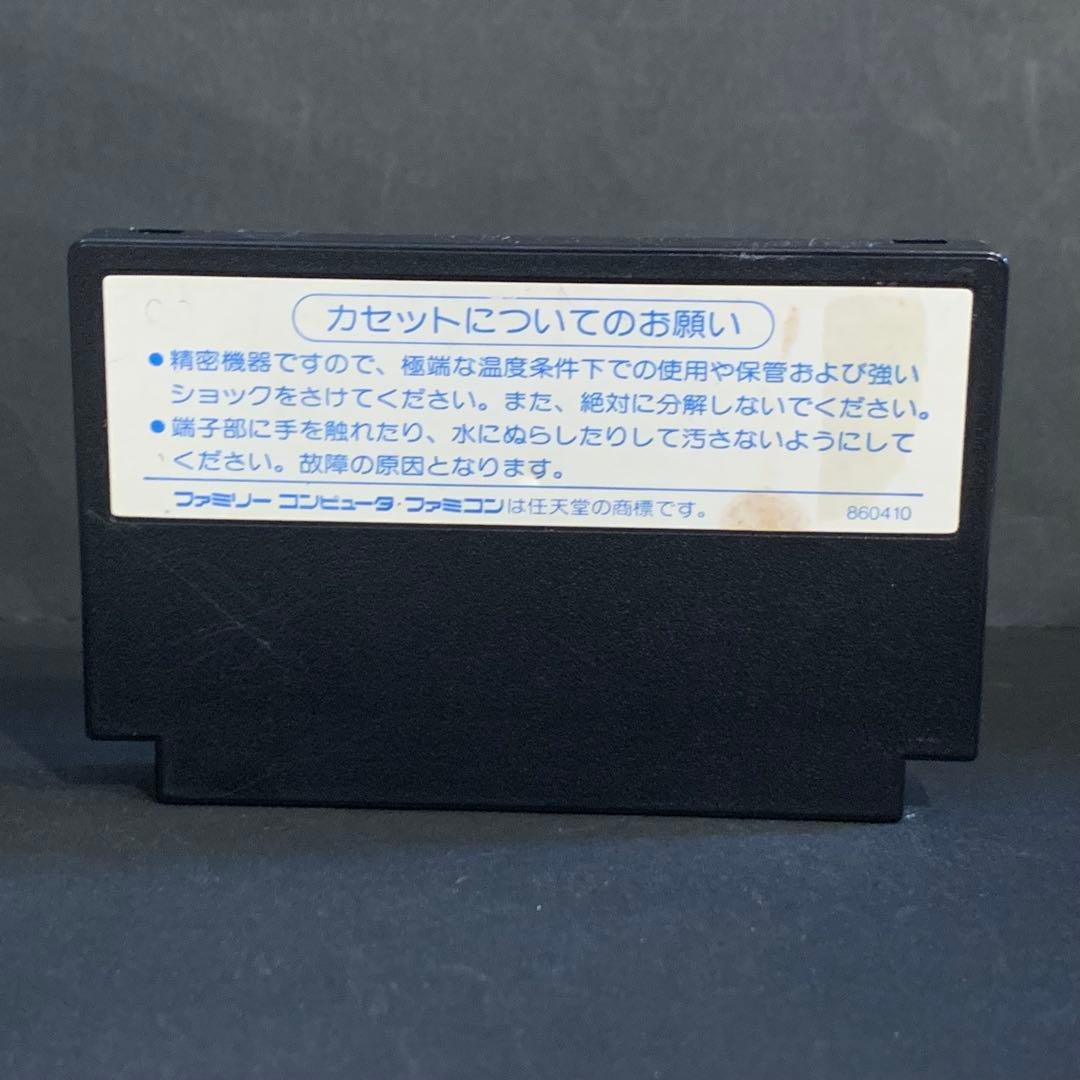 カセットについてのお願い
●精密機器ですので、極端な温度条件下での使用や保管および強い
ショックをさけてください。また、絶対に分解しないでください。
●端子部に手を触れたり、水にぬらしたりして汚さないようにして
ください。故障の原因となります。
ファミリー コンピュータ・ファミコンは任天堂の商標です。
860410